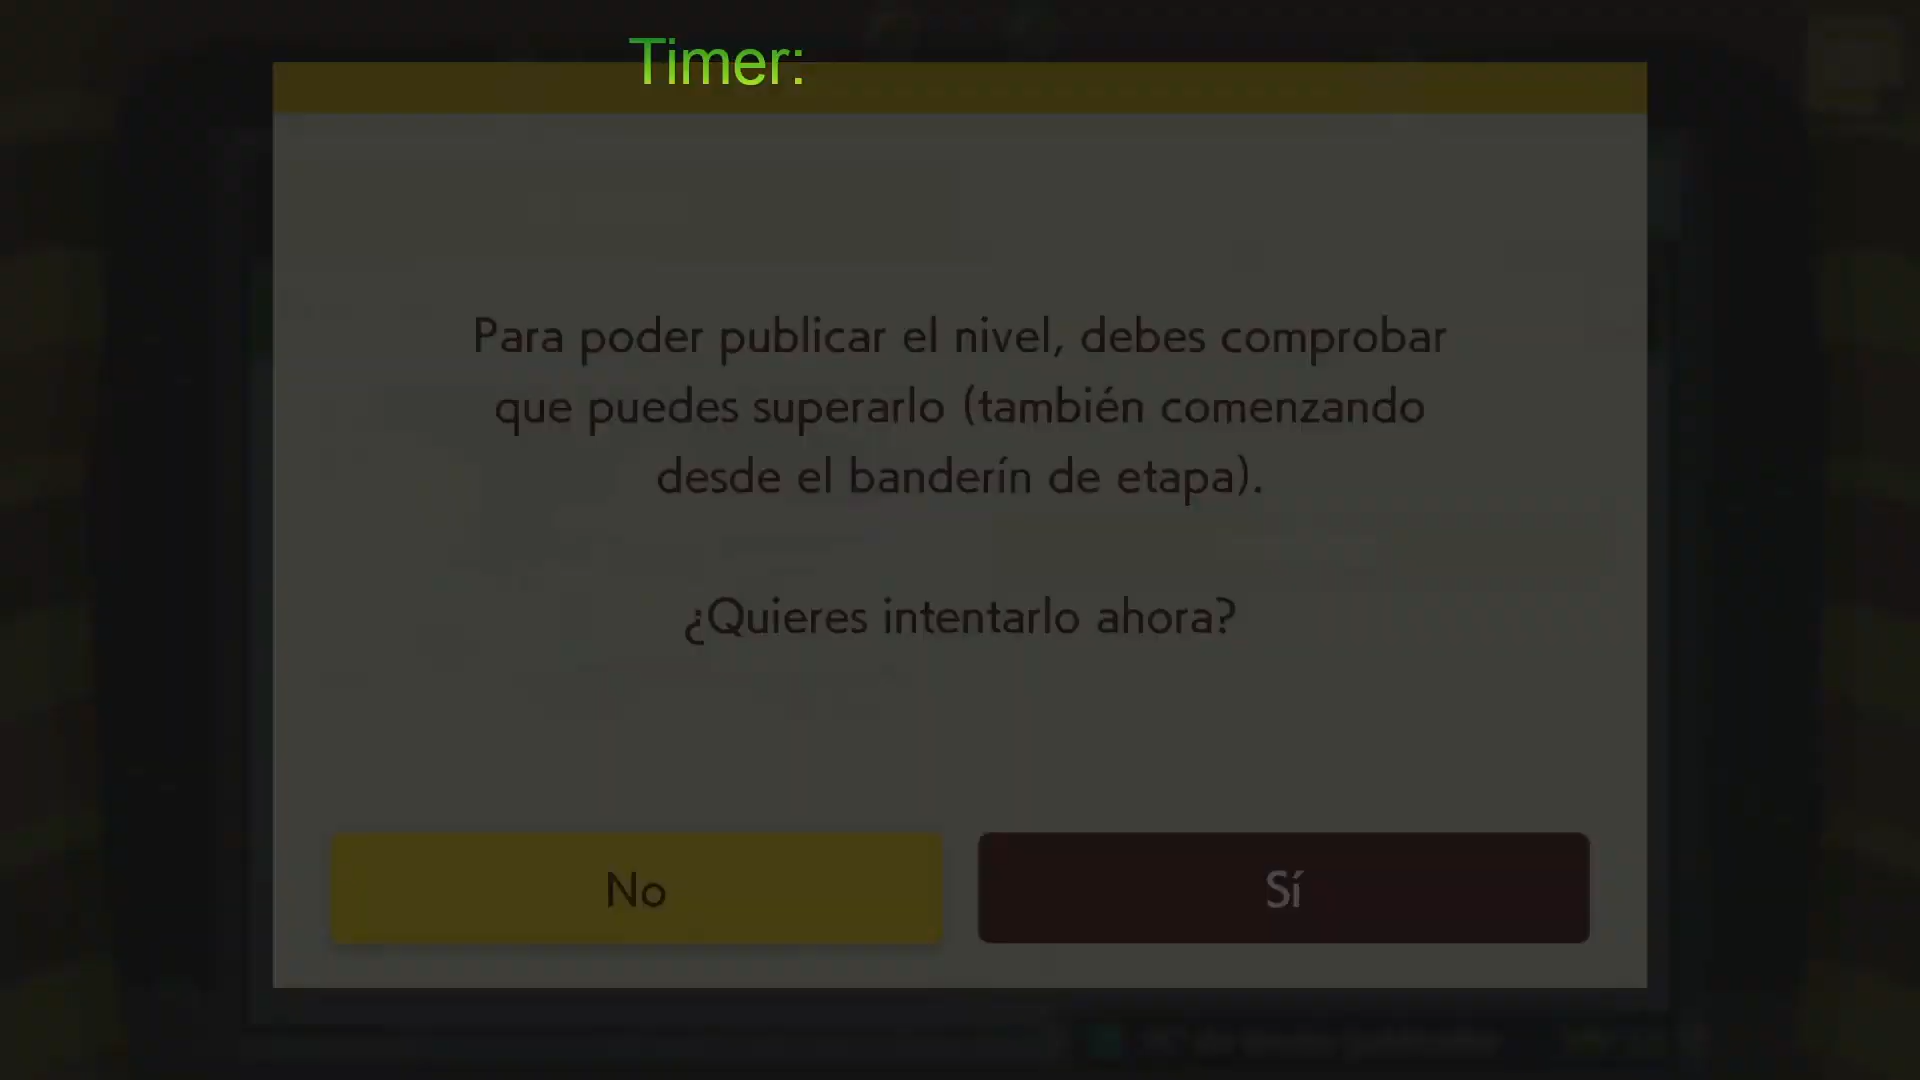 Timer:
Para poder publicar el nivel, debes comprobar
que puedes superarlo (también comenzando
desde el banderín de etapa).
¿Quieres intentarlo ahora?
No
Sí